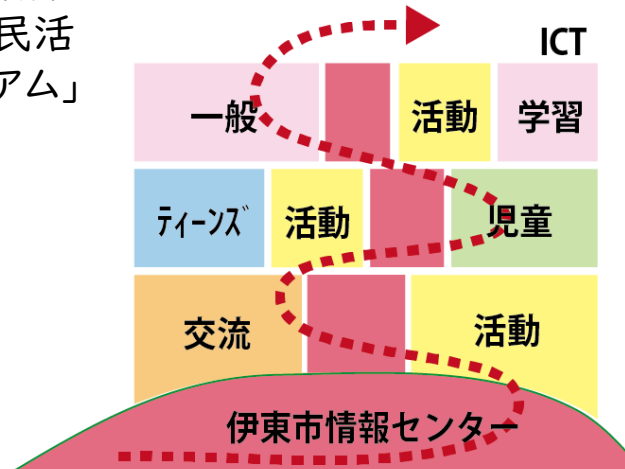 民活
アム」
ICT
一般
活動
学習
ティーンズ
活動
児童
交流
活動
伊東市情報センター